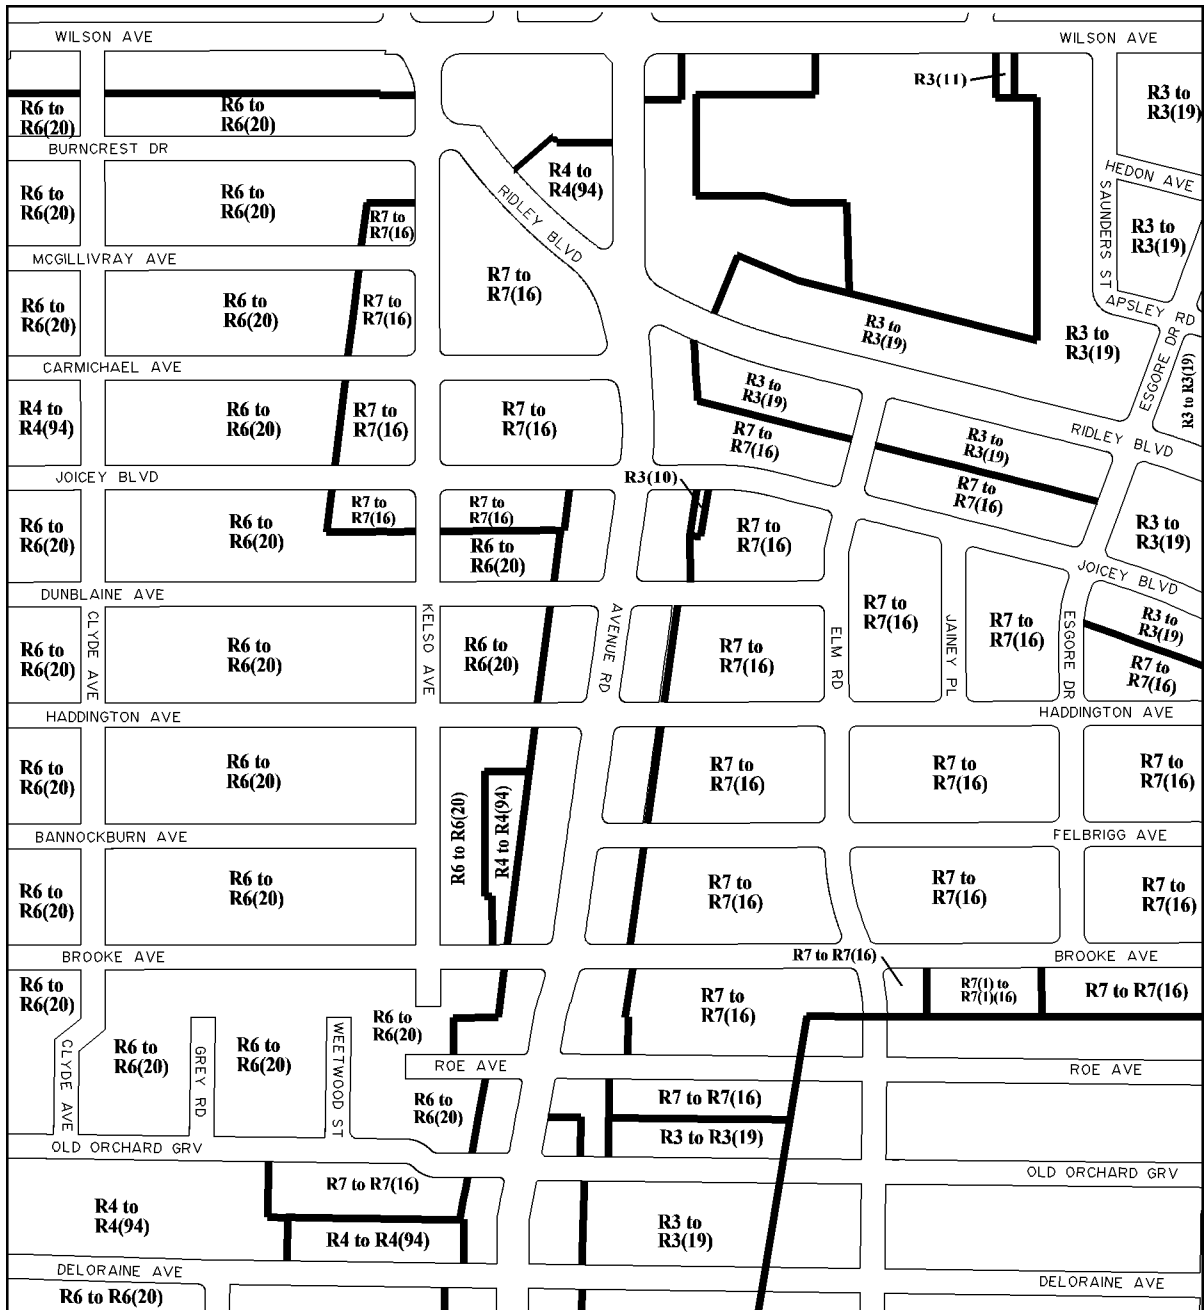 WILSON AVE
WILSON AVE
R3(11)
R3 to
R3(19)
R6 to
R6(20)
R6 to
R6(20)
BURNCREST DR
R4 to
R4(94)
HEDON AVE
R6 to
R6(20)
R6 to
R6(20)
R7 to
R7(16)
RIDLEY BLVD
SAUNDERS ST
R3 to
R3(19)
MCGILLIVRAY AVE
R7 to
R7(16)
R6 to
R6(20)
R6 to
R6(20)
R7 to
R7(16)
APSLEY RD
R3 to
R3(19)
R3 to
R3(19)
ESGORE DR
R3 to R3(19)
CARMICHAEL AVE
R4 to
R4(94)
R6 to
R6(20)
R7 to
R7(16)
R7 to
R7(16)
R3 to
R3(19)
R7 to
R7(16)
R3 to
R3(19)
RIDLEY BLVD
JOICEY BLVD
R3(10)
R7 to
R7(16)
R6 to
R6(20)
R6 to
R6(20)
R7 to
R7(16)
R7 to
R7(16)
R6 to
R6(20)
R7 to
R7(16)
R3 to
R3(19)
JOICEY BLVD
DUNBLAINE AVE
CLYDE AVE
KELSO AVE
AVENUE RD
ELM RD
R7 to
R7(16)
JAINEY PL
R7 to
R7(16)
ESGORE DR
R3 to
R3(19)
R7 to
R7(16)
R6 to
R6(20)
R6 to
R6(20)
R6 to
R6(20)
R7 to
R7(16)
HADDINGTON AVE
HADDINGTON AVE
R6 to
R6(20)
R6 to
R6(20)
R6 to R6(20)
R4 to R4(94)
R7 to
R7(16)
R7 to
R7(16)
R7 to
R7(16)
BANNOCKBURN AVE
FELBRIGG AVE
R6 to
R6(20)
R6 to
R6(20)
R7 to
R7(16)
R7 to
R7(16)
R7 to
R7(16)
BROOKE AVE
R7 to R7(16)
BROOKE AVE
R6 to
R6(20)
R7 to
R7(16)
R7(1) to
R7(1)(16)
R7 to R7(16)
R6 to
R6(20)
R6 to
R6(20)
R6 to
R6(20)
CLYDE AVE
GREY RD
WEETWOOD ST
ROE AVE
ROE AVE
R6 to
R6(20)
R7 to R7(16)
R3 to R3(19)
OLD ORCHARD GRV
OLD ORCHARD GRV
R7 to R7(16)
R4 to
R4(94)
R4 to R4(94)
R3 to
R3(19)
DELORAINE AVE
DELORAINE AVE
R6 to R6(20)